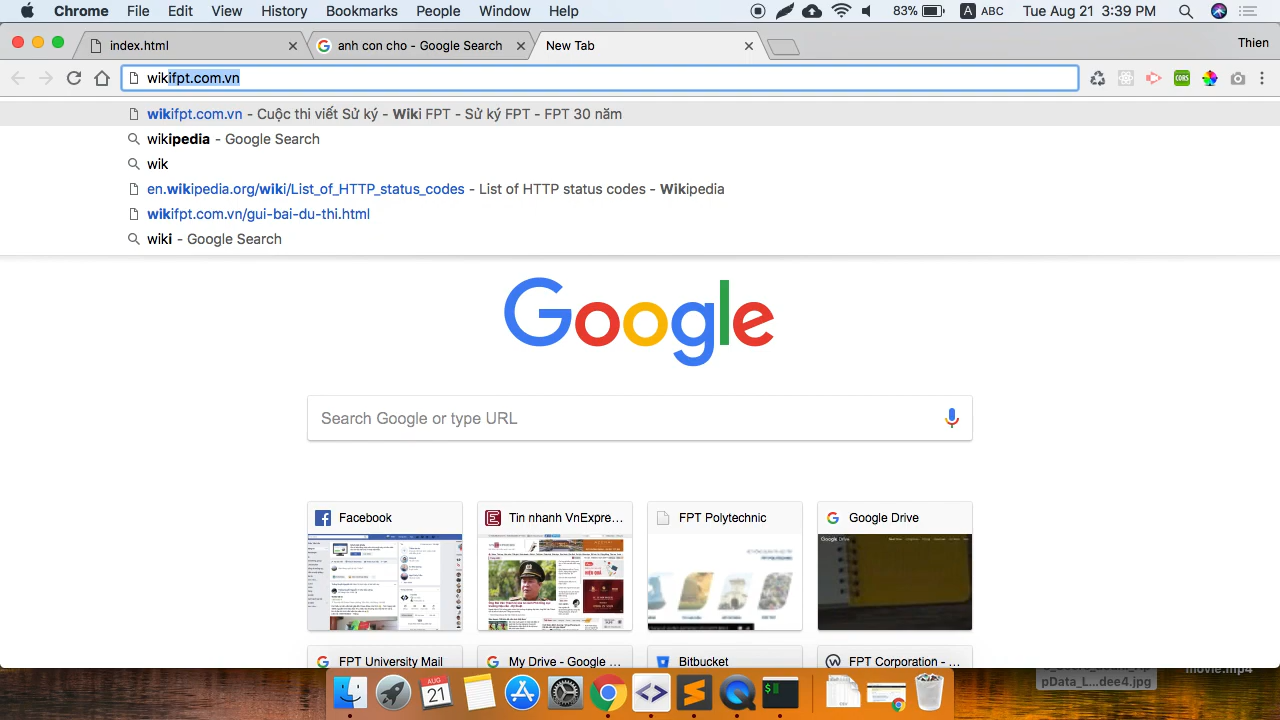 Chrome File Edit View History Bookmarks People Window Help 83% A ABC Tue Aug 21 3:39 PM
index.html anh con cho - Google Search New Tab Thien
wikifpt.com.vn
CORS
wikifpt.com.vn - Cuộc thi viết Sử ký - Wiki FPT - Sử ký FPT - FPT 30 năm
wikipedia - Google Search
wik
en.wikipedia.org/wiki/List_of_HTTP_status_codes - List of HTTP status codes - Wikipedia
wikifpt.com.vn/gui-bai-du-thi.html
wiki - Google Search
Google
Search Google or type URL
Facebook Tin nhanh VnExpre... FPT Polytechnic Google Drive
Google Drive
FPT University Mail My Drive - Google ... Bitbucket FPT Corporation - ...
movie.mp4
pData_L...dee4.jpg
AUG
21